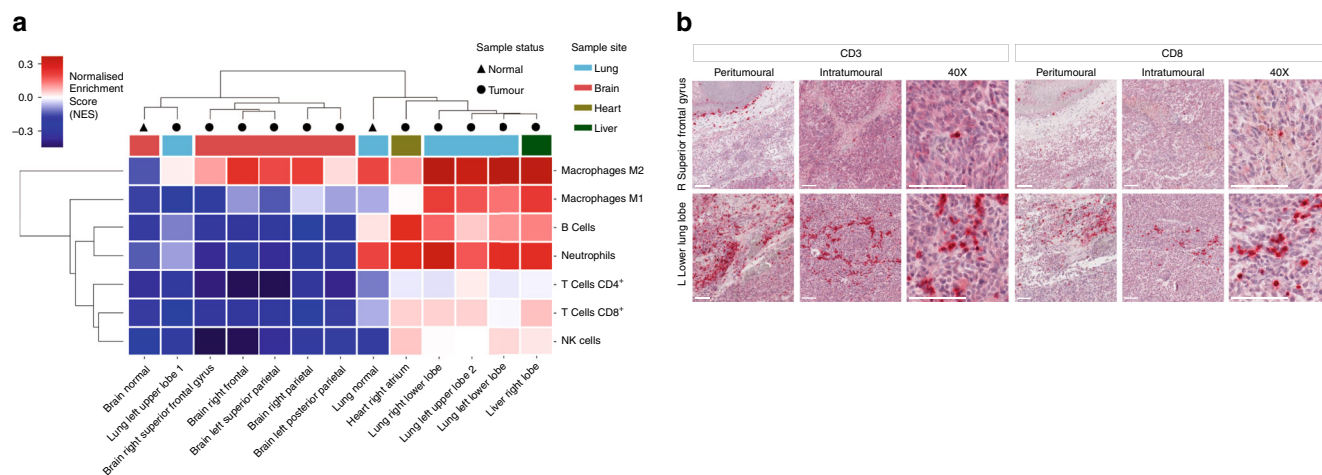 a
Sample status
Normal
Tumour
Sample site
Lung
Brain
Heart
Liver
0.3
0.0
–0.3
Normalised
Enrichment
Score
(NES)
Macrophages M2
Macrophages M1
B Cells
Neutrophils
T Cells CD4+
T Cells CD8+
NK cells
Brain normal
Lung left upper lobe 1
Brain right superior frontal gyrus
Brain right frontal
Brain left superior parietal
Brain right parietal
Brain left posterior parietal
Lung normal
Heart right atrium
Lung right lower lobe
Lung left upper lobe 2
Lung left lower lobe
Liver right lobe
b
CD3
CD8
Peritumoural
Intratumoural
40X
Peritumoural
Intratumoural
40X
R Superior frontal gyrus
L Lower lung lobe